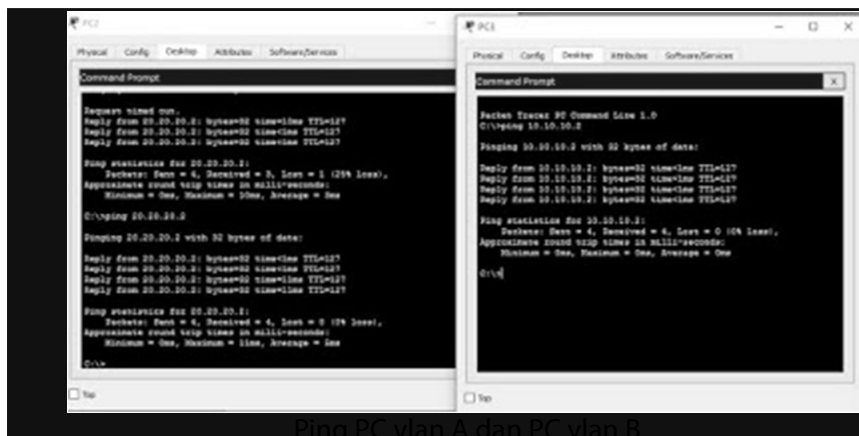 PC2
Physical Config Desktop Attributes Software/Services
Command Prompt
Request timed out.
Reply from 20.20.20.2: bytes=32 time=10ms TTL=127
Reply from 20.20.20.2: bytes=32 time<1ms TTL=127
Reply from 20.20.20.2: bytes=32 time<1ms TTL=127
Ping statistics for 20.20.20.2:
Packets: Sent = 4, Received = 3, Lost = 1 (25% loss),
Approximate round trip times in milli-seconds:
Minimum = 0ms, Maximum = 10ms, Average = 3ms
C:\>ping 20.20.20.2
Pinging 20.20.20.2 with 32 bytes of data:
Reply from 20.20.20.2: bytes=32 time<1ms TTL=127
Reply from 20.20.20.2: bytes=32 time<1ms TTL=127
Reply from 20.20.20.2: bytes=32 time=11ms TTL=127
Reply from 20.20.20.2: bytes=32 time=11ms TTL=127
Ping statistics for 20.20.20.2:
Packets: Sent = 4, Received = 4, Lost = 0 (0% loss),
Approximate round trip times in milli-seconds:
Minimum = 0ms, Maximum = 11ms, Average = 5ms
C:\>
Top
Physical Config Desktop Attributes Software/Services
Command Prompt
X
Packet Tracer PC Command Line 1.0
C:\>ping 10.10.10.2
Pinging 10.10.10.2 with 32 bytes of data:
Reply from 10.10.10.2: bytes=32 time<1ms TTL=127
Reply from 10.10.10.2: bytes=32 time<1ms TTL=127
Reply from 10.10.10.2: bytes=32 time<1ms TTL=127
Reply from 10.10.10.2: bytes=32 time<1ms TTL=127
Ping statistics for 10.10.10.2:
Packets: Sent = 4, Received = 4, Lost = 0 (0% loss),
Approximate round trip times in milli-seconds:
Minimum = 0ms, Maximum = 0ms, Average = 0ms
C:\>
Top
Ping PC vlan A dan PC vlan B